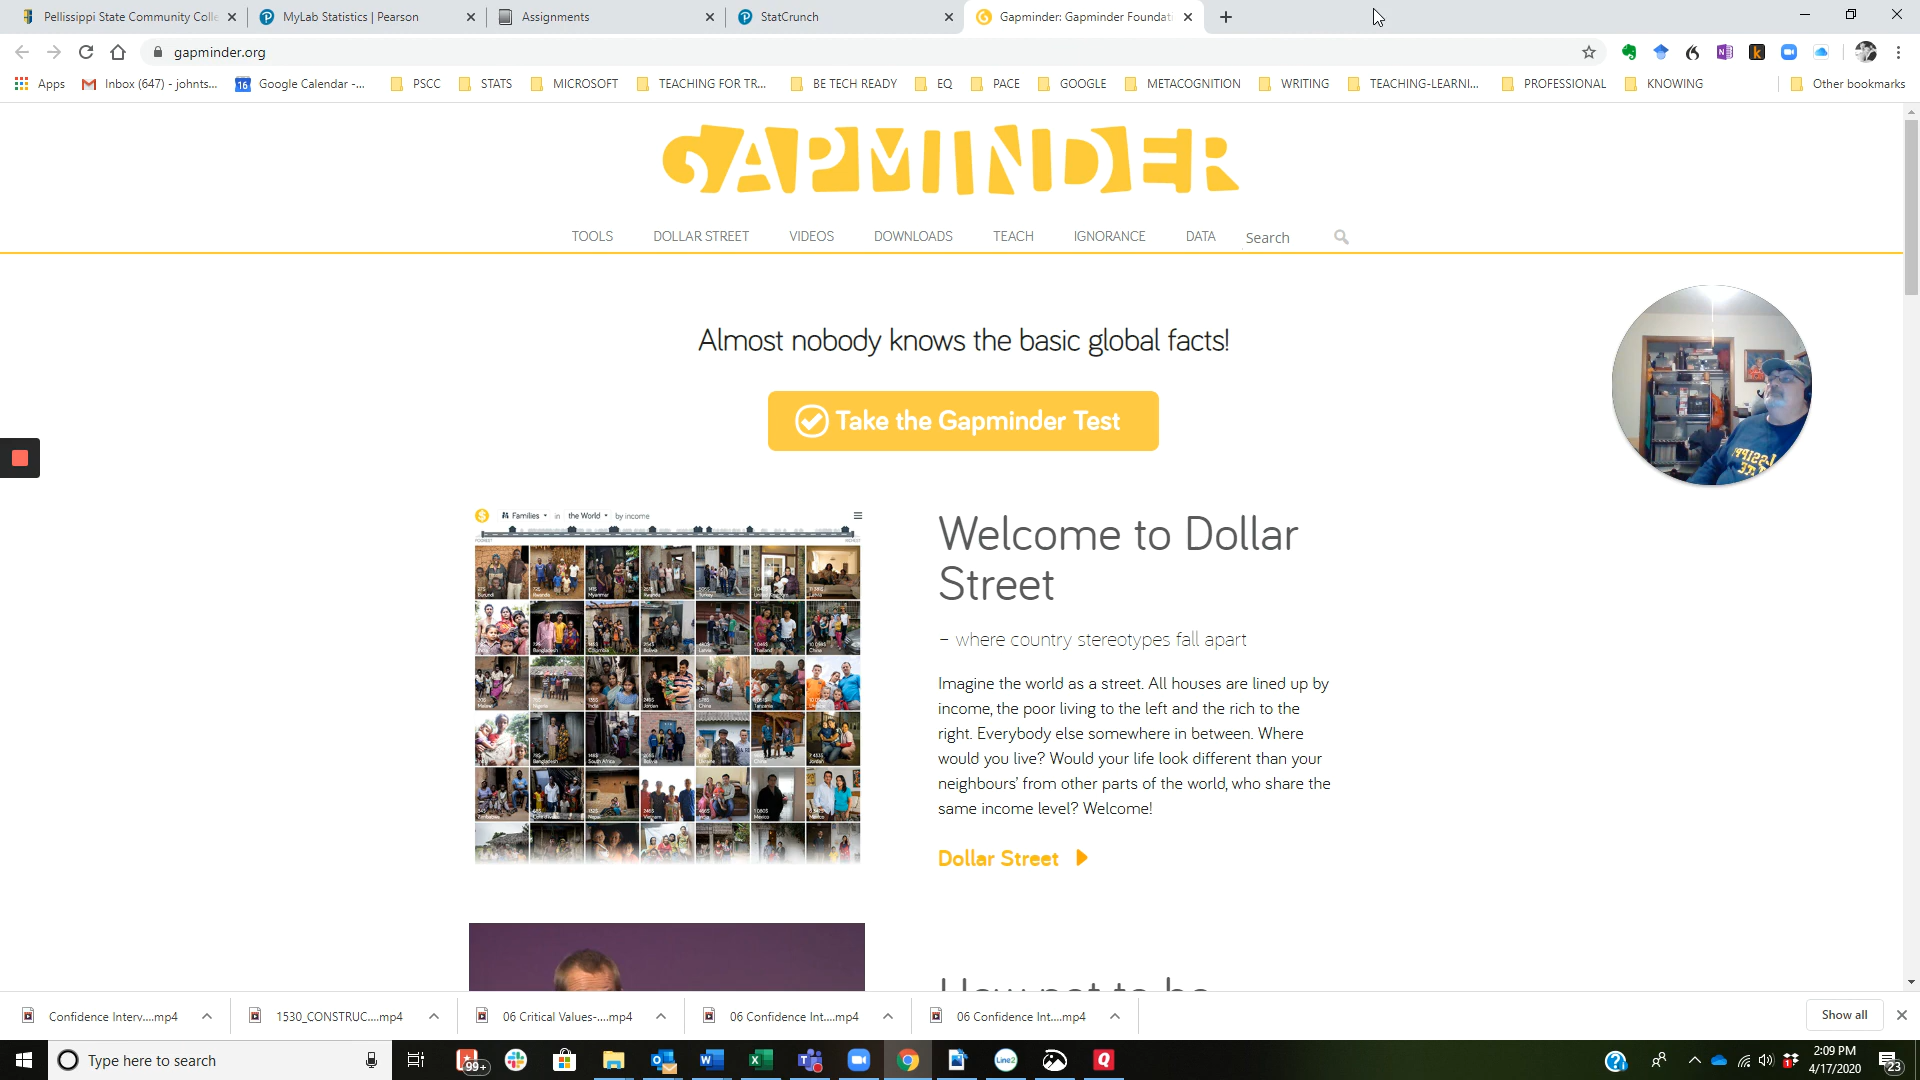 Pellissippi State Community Colle
MyLab Statistics | Pearson
Assignments
StatCrunch
Gapminder: Gapminder Foundati
gapminder.org
Apps
Inbox (647) - johnts...
Google Calendar -...
PSCC
STATS
MICROSOFT
TEACHING FOR TR...
BE TECH READY
EQ
PACE
GOOGLE
METACOGNITION
WRITING
TEACHING-LEARNI...
PROFESSIONAL
KNOWING
Other bookmarks
GAPMINDER
TOOLS
DOLLAR STREET
VIDEOS
DOWNLOADS
TEACH
IGNORANCE
DATA
Search
Almost nobody knows the basic global facts!
Take the Gapminder Test
Families in the World by income
Welcome to Dollar
Street
– where country stereotypes fall apart
Imagine the world as a street. All houses are lined up by
income, the poor living to the left and the rich to the
right. Everybody else somewhere in between. Where
would you live? Would your life look different than your
neighbours' from other parts of the world, who share the
same income level? Welcome!
Dollar Street
Confidence Interv....mp4
1530_CONSTRUC....mp4
06 Critical Values-....mp4
06 Confidence Int....mp4
06 Confidence Int....mp4
Show all
Type here to search
99+
Line2
2:09 PM
4/17/2020
23